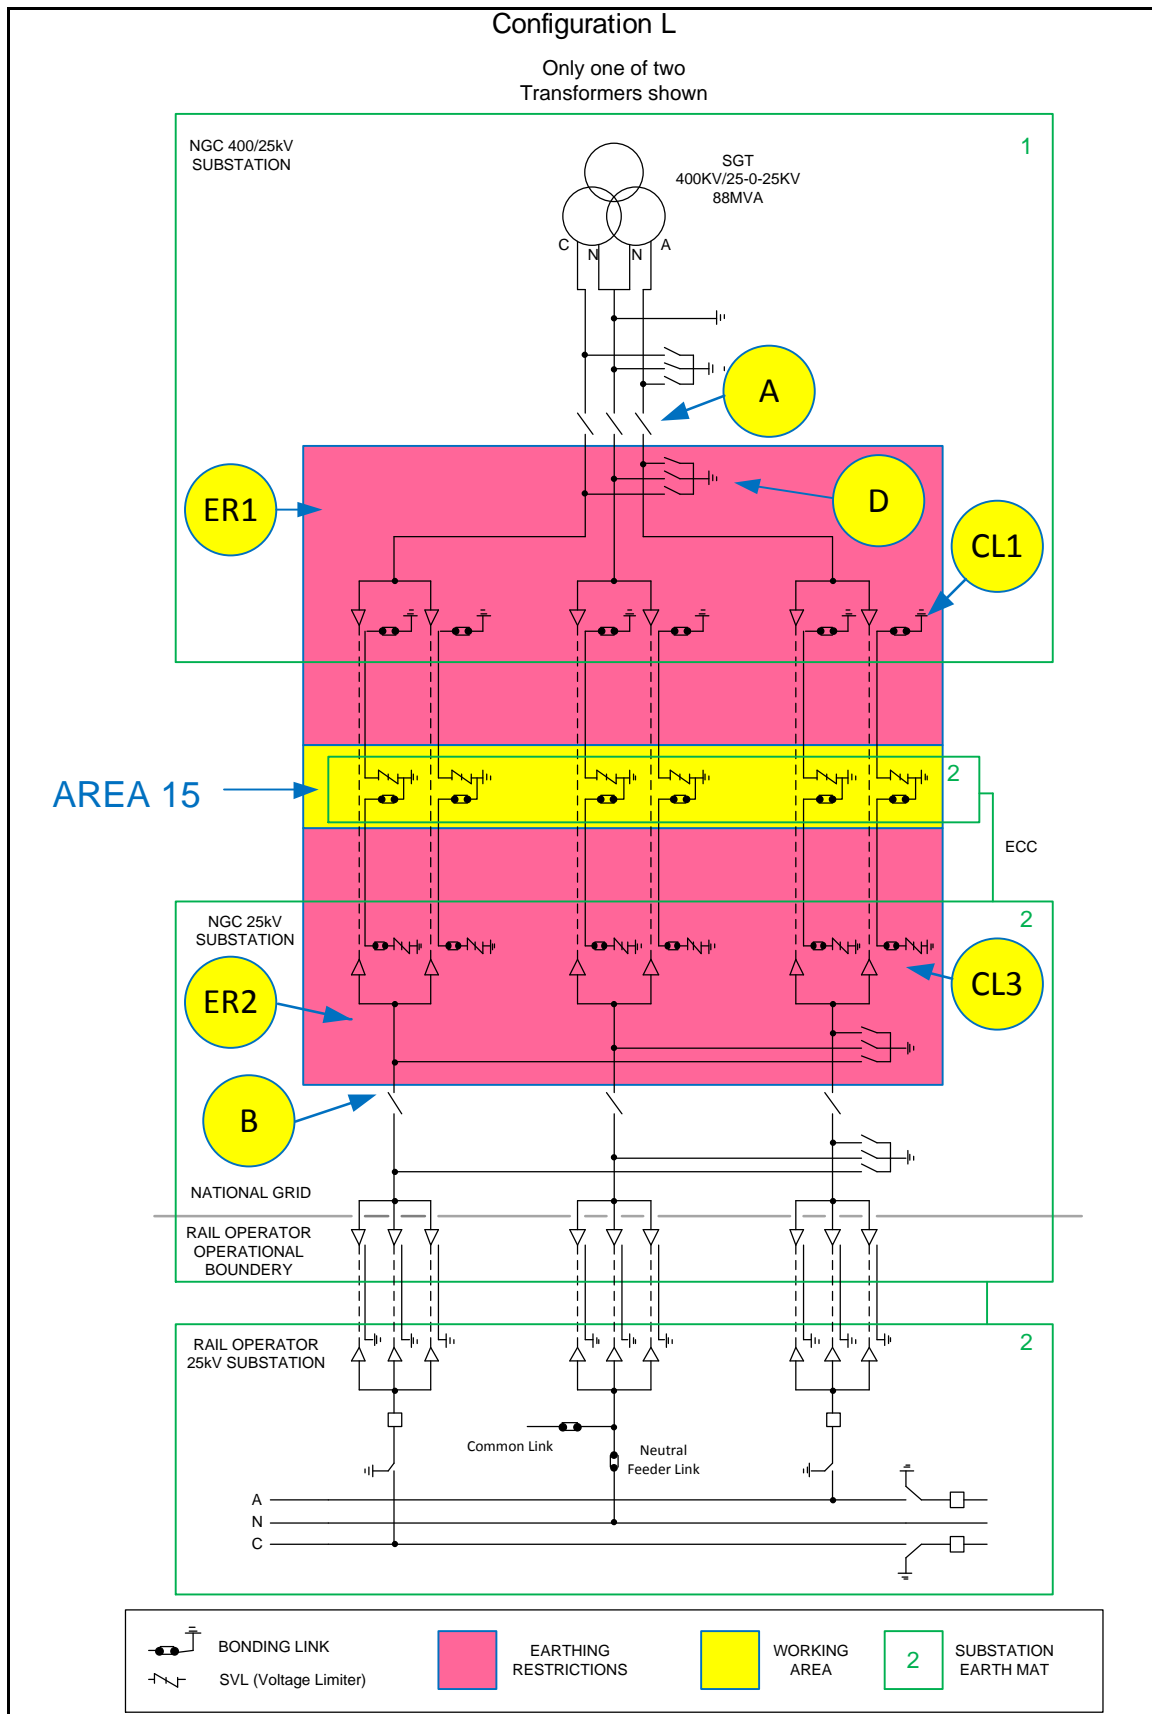 Configuration L
Only one of two
Transformers shown
NGC 400/25kV
SUBSTATION
1
SGT
400KV/25-0-25KV
88MVA
C
N
N
A
A
ER1
D
CL1
AREA 15
2
ECC
NGC 25kV
SUBSTATION
2
ER2
CL3
B
NATIONAL GRID
RAIL OPERATOR
OPERATIONAL
BOUNDERY
RAIL OPERATOR
25kV SUBSTATION
2
Common Link
Neutral
Feeder Link
A
N
C
BONDING LINK
SVL (Voltage Limiter)
EARTHING
RESTRICTIONS
WORKING
AREA
2
SUBSTATION
EARTH MAT